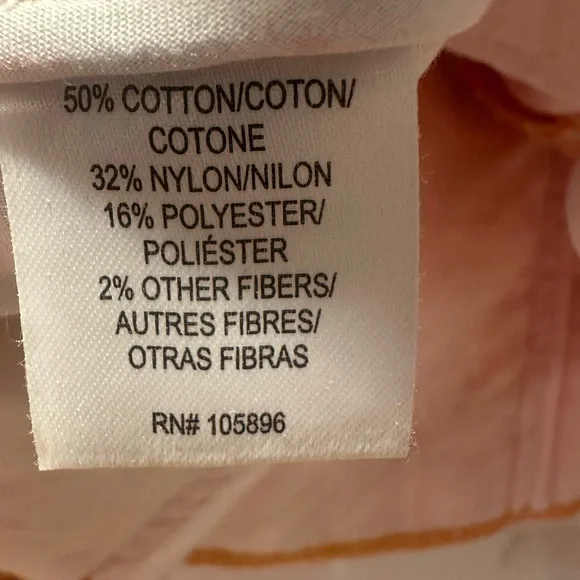 50% COTTON/COTON/
COTONE
32% NYLON/NILON
16% POLYESTER/
POLIÉSTER
2% OTHER FIBERS/
AUTRES FIBRES/
OTRAS FIBRAS
RN# 105896